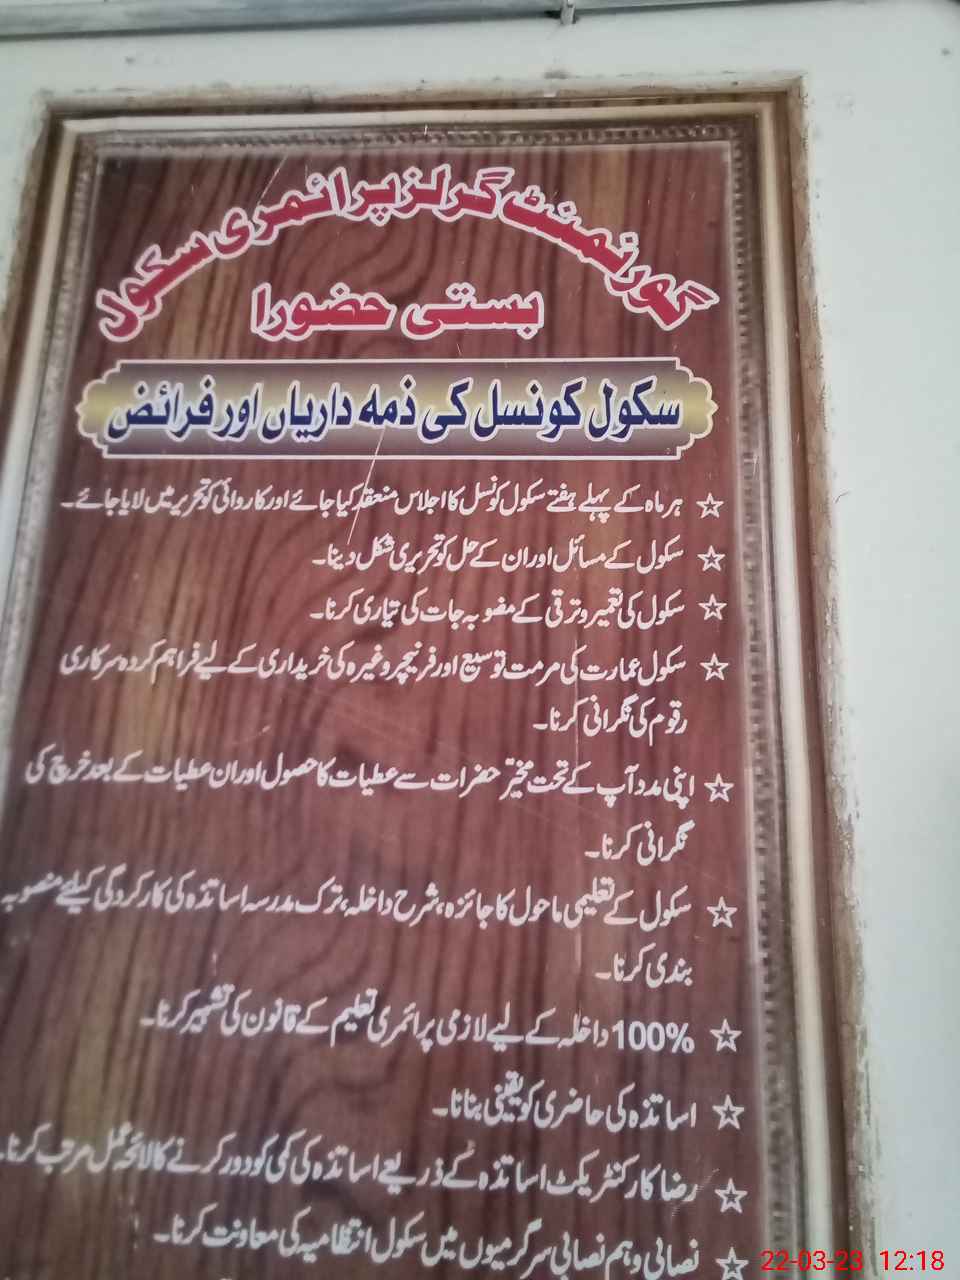 گورنمنٹ گرلز پرائمری سکول
بستی حضورا
سکول کونسل کی ذمہ داریاں اور فرائض
☆ ہر ماہ کے پہلے ہفتے سکول کونسل کا اجلاس منعقد کیا جائے اور کاروائی کو تحریر میں لایا جائے۔
☆ سکول کے مسائل اور ان کے حل کو تحریری شکل دینا۔
☆ سکول کی تعمیر و ترقی کے مضوبہ جات کی تیاری کرنا۔
☆ سکول عمارت کی مرمت توسیع اور فرنیچر وغیرہ کی خریداری کے لیے فراہم کردہ سرکاری
رقوم کی نگرانی کرنا۔
☆ اپنی مدد آپ کے تحت مخیر حضرات سے عطیات کا حصول اور ان عطیات کے بعد خرچ کی
نگرانی کرنا۔
☆ سکول کے تعلیمی ماحول کا جائزہ، شرح داخلہ، ترک مدرسہ اساتذہ کی کارکردگی کیلئے منصوبہ
بندی کرنا۔
☆ 100% داخلہ کے لیے لازمی پرائمری تعلیم کے قانون کی تشہیر کرنا۔
☆ اساتذہ کی حاضری کو یقینی بنانا۔
☆ رضا کار کنٹریکٹ اساتذہ کے ذریعے اساتذہ کی کمی کو دور کرنے کا لائحہ عمل مرتب کرنا۔
☆ نصابی و ہم نصابی سرگرمیوں میں سکول انتظامیہ کی معاونت کرنا۔
22-03-23 12:18